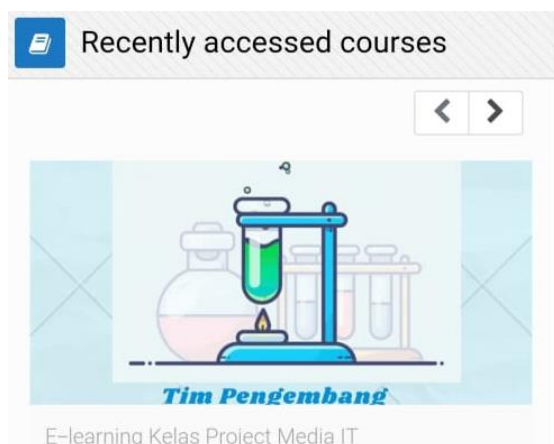 Recently accessed courses
Tim Pengembang
E-learning Kelas Project Media IT